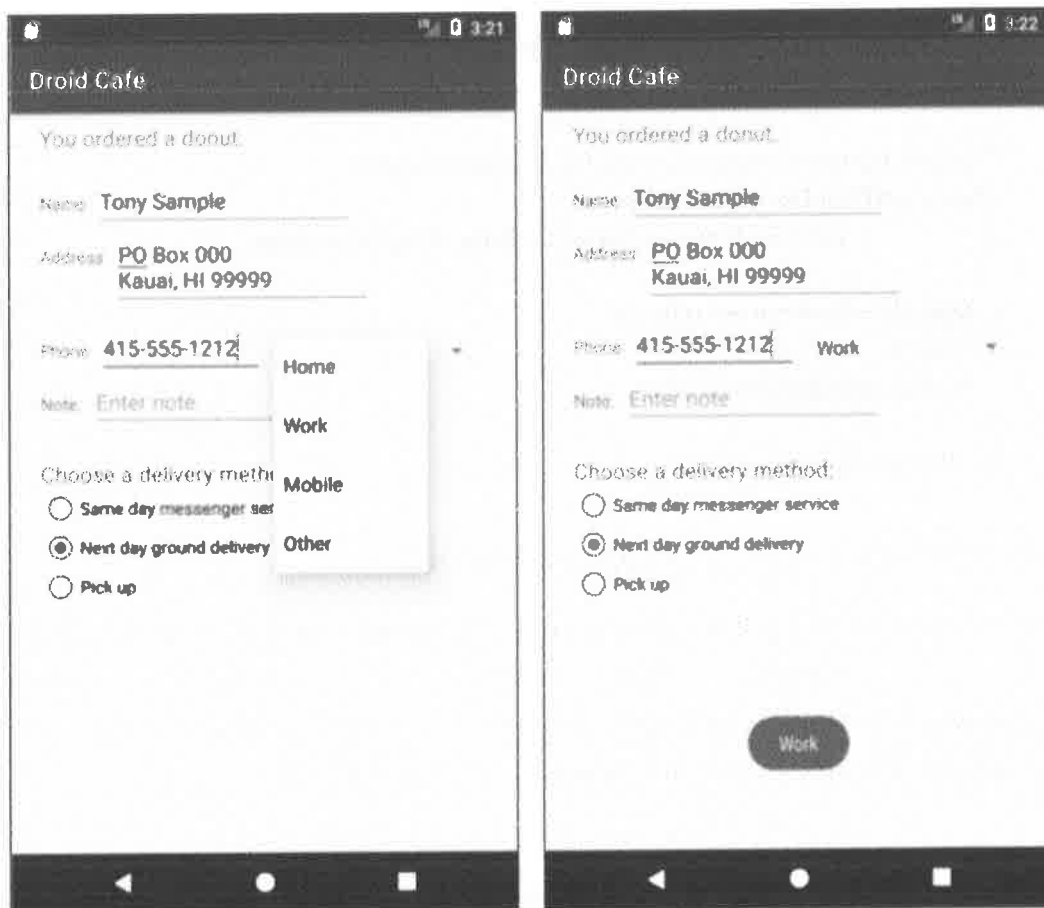 3:21
Droid Cafe
You ordered a donut.
Name Tony Sample
Address PO Box 000
Kauai, HI 99999
Phone 415-555-1212
Home
Work
Mobile
Other
Note: Enter note
Choose a delivery meth
Same day messenger ser
Next day ground delivery
Pick up
3:22
Droid Cafe
You ordered a donut.
Name Tony Sample
Address PO Box 000
Kauai, HI 99999
Phone 415-555-1212 Work
Note: Enter note
Choose a delivery method:
Same day messenger service
Next day ground delivery
Pick up
Work